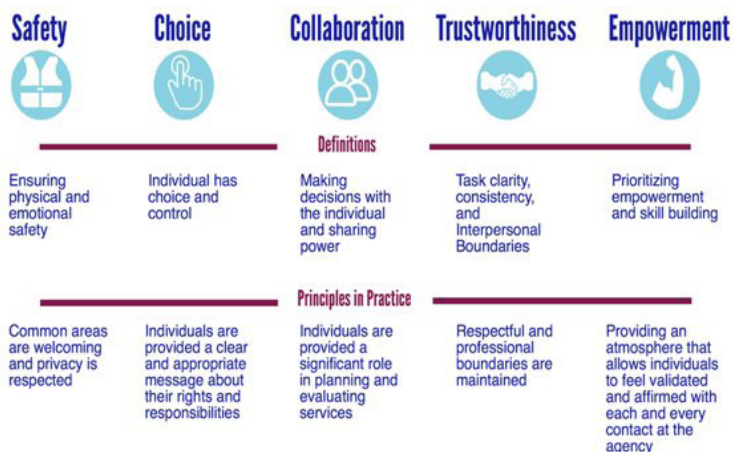 Safety
Choice
Collaboration
Trustworthiness
Empowerment
Definitions
Ensuring
physical and
emotional
safety
Individual has
choice and
control
Making
decisions with
the individual
and sharing
power
Task clarity,
consistency,
and
Interpersonal
Boundaries
Prioritizing
empowerment
and skill building
Principles in Practice
Common areas
are welcoming
and privacy is
respected
Individuals are
provided a clear
and appropriate
message about
their rights and
responsibilities
Individuals are
provided a
significant role
in planning and
evaluating
services
Respectful and
professional
boundaries are
maintained
Providing an
atmosphere that
allows individuals
to feel validated
and affirmed with
each and every
contact at the
agency